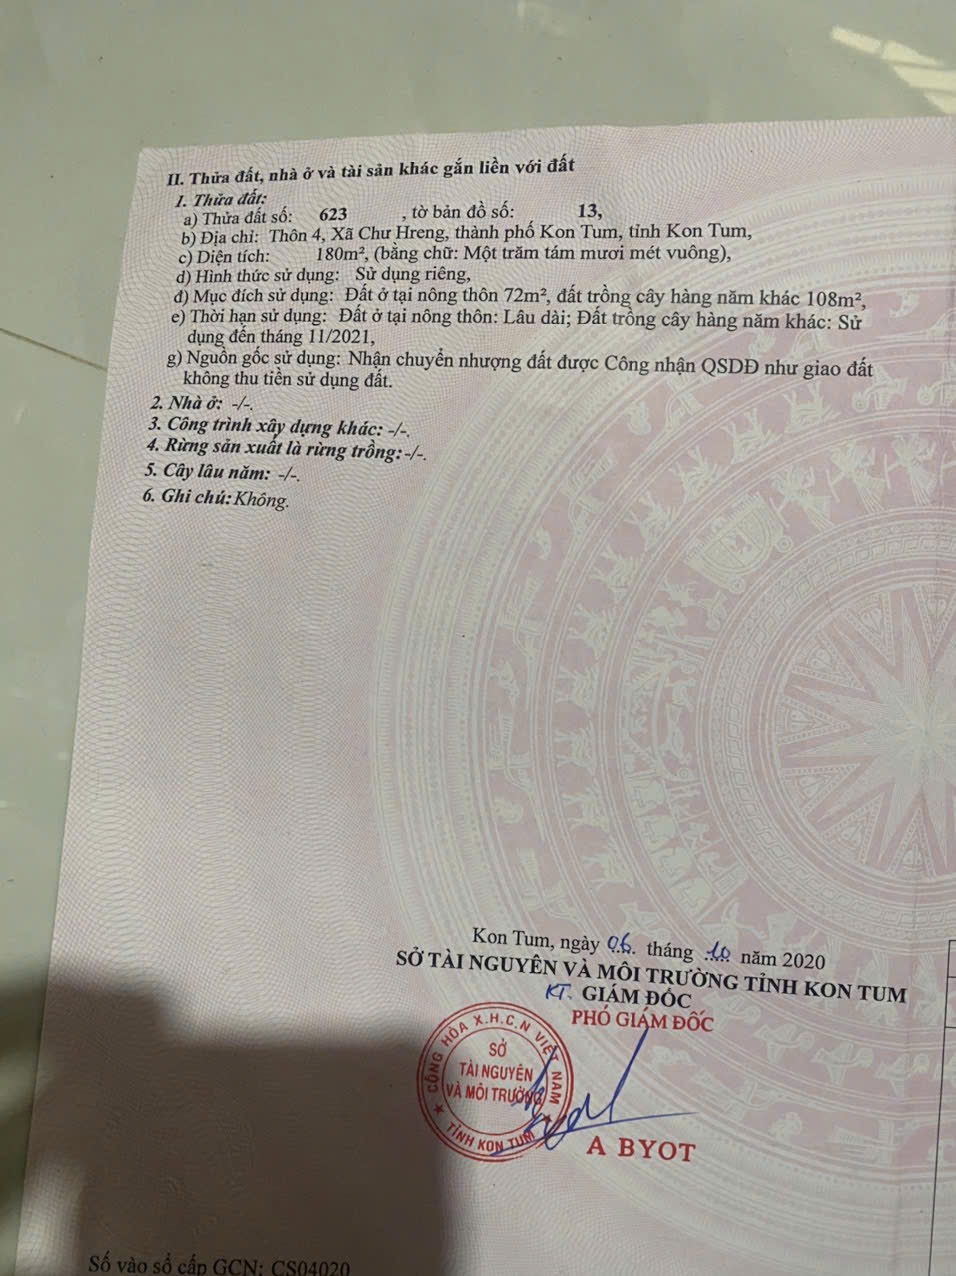 II. Thửa đất, nhà ở và tài sản khác gắn liền với đất
1. Thửa đất:
a) Thửa đất số: 623 , tờ bản đồ số: 13,
b) Địa chỉ: Thôn 4, Xã Chư Hreng, thành phố Kon Tum, tỉnh Kon Tum,
c) Diện tích: 180m², (bằng chữ: Một trăm tám mươi mét vuông),
d) Hình thức sử dụng: Sử dụng riêng,
đ) Mục đích sử dụng: Đất ở tại nông thôn 72m², đất trồng cây hàng năm khác 108m²,
e) Thời hạn sử dụng: Đất ở tại nông thôn: Lâu dài; Đất trồng cây hàng năm khác: Sử
dụng đến tháng 11/2021,
g) Nguồn gốc sử dụng: Nhận chuyển nhượng đất được Công nhận QSDĐ như giao đất
không thu tiền sử dụng đất.
2. Nhà ở: -/-.
3. Công trình xây dựng khác: -/-.
4. Rừng sản xuất là rừng trồng: -/-.
5. Cây lâu năm: -/-.
6. Ghi chú: Không.
Kon Tum, ngày 06 tháng 10 năm 2020
SỞ TÀI NGUYÊN VÀ MÔI TRƯỜNG TỈNH KON TUM
KT. GIÁM ĐỐC
PHÓ GIÁM ĐỐC
CỘNG HÒA X.H.C.N VIỆT NAM
SỞ
TÀI NGUYÊN
VÀ MÔI TRƯỜNG
TỈNH KON TUM
A BYOT
Số vào sổ cấp GCN: CS04020